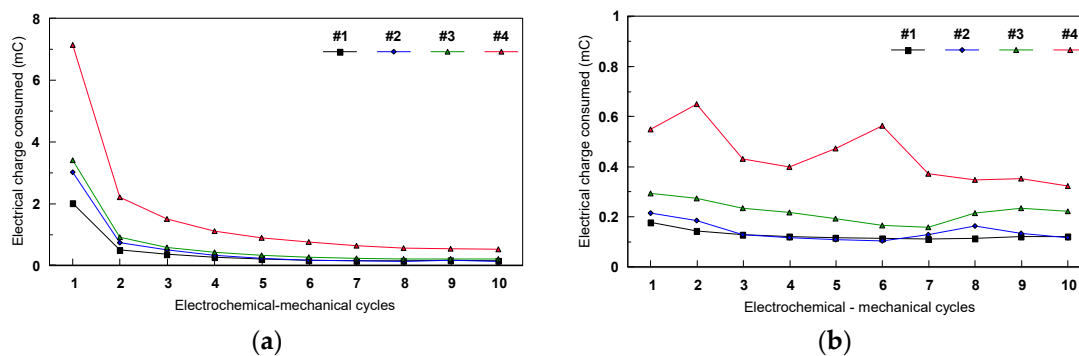 8
6
4
2
0
Electrical charge consumed (mC)
#1 #2 #3 #4
1 2 3 4 5 6 7 8 9 10
Electrochemical-mechanical cycles
(a)
1
0.8
0.6
0.4
0.2
0
Electrical charge consumed (mC)
#1 #2 #3 #4
1 2 3 4 5 6 7 8 9 10
Electrochemical - mechanical cycles
(b)